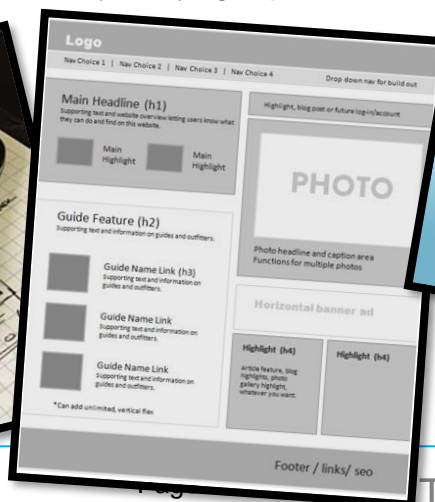 Logo
Nav Choice 1 | Nav Choice 2 | Nav Choice 3 | Nav Choice 4
Drop down nav for build out
Main Headline (h1)
Supporting text and website overview letting users know what
they can do and find on this website.
Main
Highlight
Main
Highlight
Guide Feature (h2)
Supporting text and information on guides and outfitters.
Guide Name Link (h3)
Supporting text and information on
guides and outfitters.
Guide Name Link
Supporting text and information on
guides and outfitters.
Guide Name Link
Supporting text and information on
guides and outfitters.
*Can add unlimited, vertical flex
Highlight, blog post or future log-in/account
PHOTO
Photo headline and caption area
Functions for multiple photos
Horizontal banner ad
Highlight (h4)
Article feature, blog
highlights, photo
gallery highlight,
whatever you want.
Highlight (h4)
Footer / links/ seo